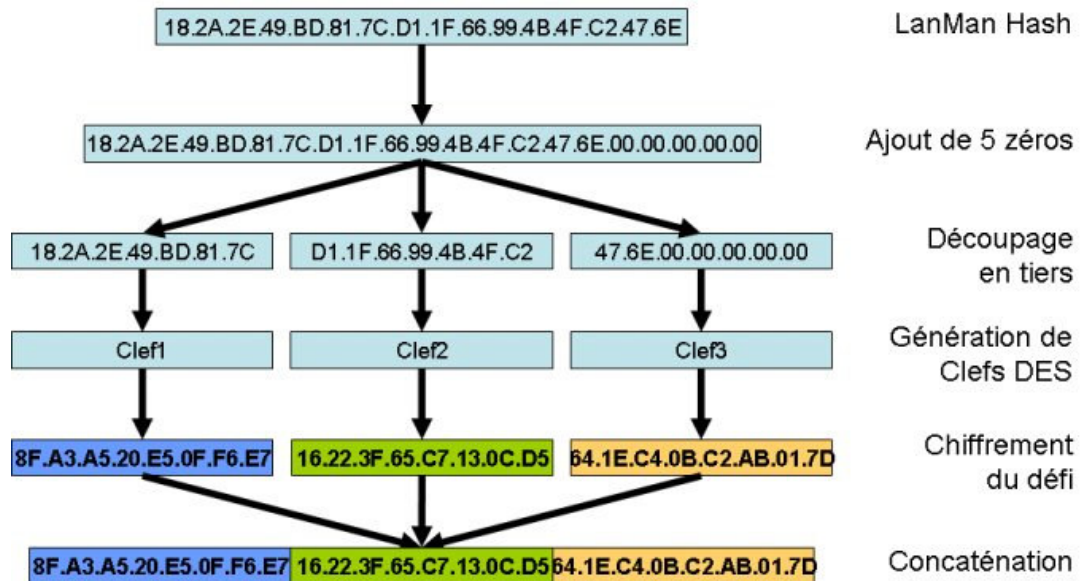 18.2A.2E.49.BD.81.7C.D1.1F.66.99.4B.4F.C2.47.6E
LanMan Hash
18.2A.2E.49.BD.81.7C.D1.1F.66.99.4B.4F.C2.47.6E.00.00.00.00.00
Ajout de 5 zéros
18.2A.2E.49.BD.81.7C
D1.1F.66.99.4B.4F.C2
47.6E.00.00.00.00.00
Découpage
en tiers
Clef1
Clef2
Clef3
Génération de
Clefs DES
8F.A3.A5.20.E5.0F.F6.E7
16.22.3F.65.C7.13.0C.D5
64.1E.C4.0B.C2.AB.01.7D
Chiffrement
du défi
8F.A3.A5.20.E5.0F.F6.E7
16.22.3F.65.C7.13.0C.D5
64.1E.C4.0B.C2.AB.01.7D
Concaténation